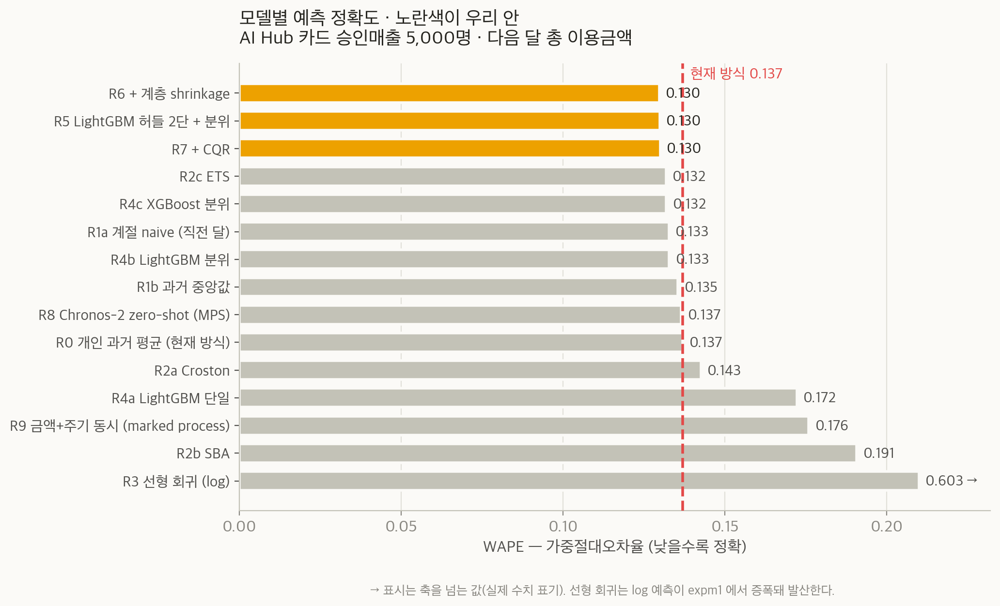 모델별 예측 정확도 · 노란색이 우리 안
AI Hub 카드 승인매출 5,000명 · 다음 달 총 이용금액
현재 방식 0.137
R6 + 계층 shrinkage 0.130
R5 LightGBM 허들 2단 + 분위 0.130
R7 + CQR 0.130
R2c ETS 0.132
R4c XGBoost 분위 0.132
R1a 계절 naive (직전 달) 0.133
R4b LightGBM 분위 0.133
R1b 과거 중앙값 0.135
R8 Chronos-2 zero-shot (MPS) 0.137
R0 개인 과거 평균 (현재 방식) 0.137
R2a Croston 0.143
R4a LightGBM 단일 0.172
R9 금액+주기 동시 (marked process) 0.176
R2b SBA 0.191
R3 선형 회귀 (log) 0.603 →
0.00 0.05 0.10 0.15 0.20
WAPE — 가중절대오차율 (낮을수록 정확)
→ 표시는 축을 넘는 값(실제 수치 표기). 선형 회귀는 log 예측이 expm1 에서 증폭돼 발산한다.